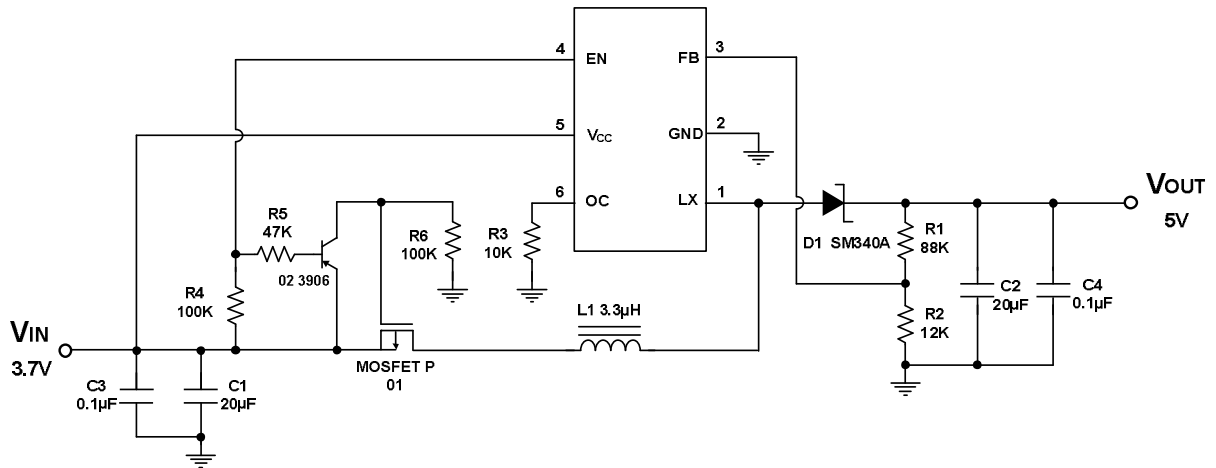 4
EN
FB
3
5
VCC
GND
2
6
OC
LX
1
R5
47K
02 3906
R6
100K
R3
10K
R4
100K
D1 SM340A
R1
88K
R2
12K
C2
20µF
C4
0.1µF
VOUT
5V
L1 3.3µH
VIN
3.7V
MOSFET P
01
C3
0.1µF
C1
20µF